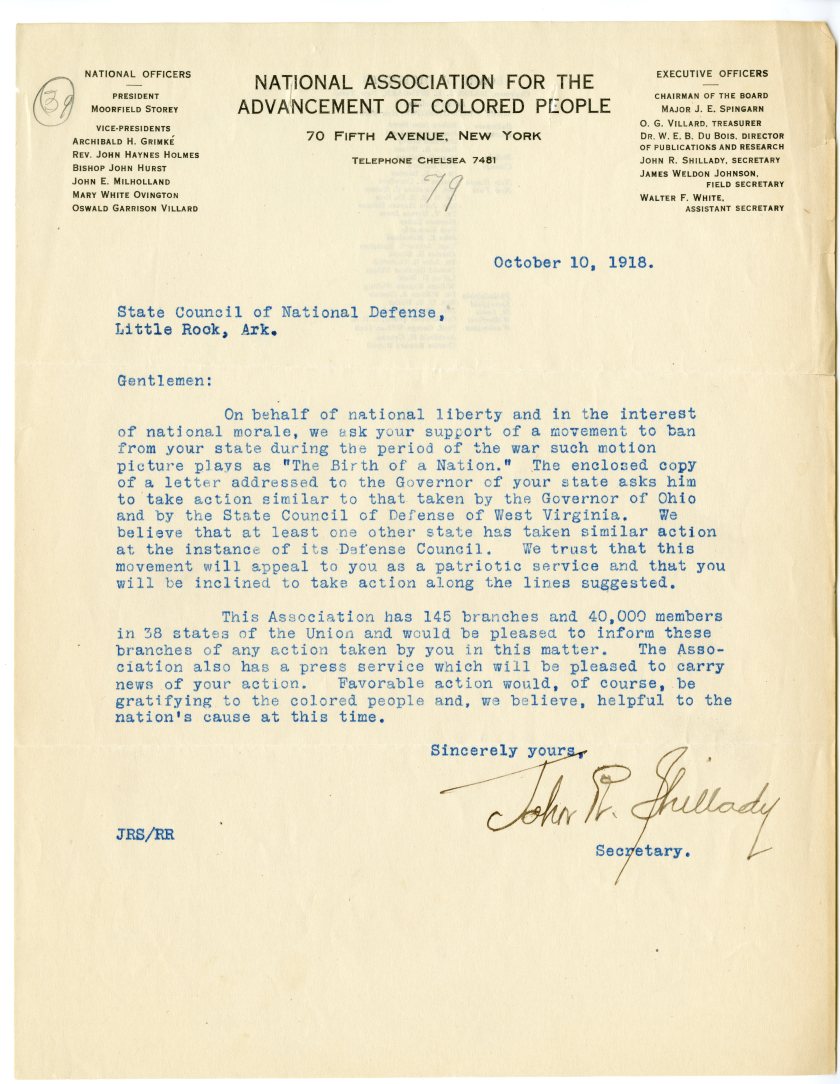 39
NATIONAL OFFICERS
PRESIDENT
MOORFIELD STOREY
VICE-PRESIDENTS
ARCHIBALD H. GRIMKÉ
REV. JOHN HAYNES HOLMES
BISHOP JOHN HURST
JOHN E. MILHOLLAND
MARY WHITE OVINGTON
OSWALD GARRISON VILLARD
NATIONAL ASSOCIATION FOR THE
ADVANCEMENT OF COLORED PEOPLE
70 FIFTH AVENUE, NEW YORK
TELEPHONE CHELSEA 7481
79
EXECUTIVE OFFICERS
CHAIRMAN OF THE BOARD
MAJOR J. E. SPINGARN
O. G. VILLARD, TREASURER
DR. W. E. B. DU BOIS, DIRECTOR
OF PUBLICATIONS AND RESEARCH
JOHN R. SHILLADY, SECRETARY
JAMES WELDON JOHNSON,
FIELD SECRETARY
WALTER F. WHITE,
ASSISTANT SECRETARY
October 10, 1918.
State Council of National Defense,
Little Rock, Ark.
Gentlemen:
On behalf of national liberty and in the interest
of national morale, we ask your support of a movement to ban
from your state during the period of the war such motion
picture plays as "The Birth of a Nation." The enclosed copy
of a letter addressed to the Governor of your state asks him
to take action similar to that taken by the Governor of Ohio
and by the State Council of Defense of West Virginia. We
believe that at least one other state has taken similar action
at the instance of its Defense Council. We trust that this
movement will appeal to you as a patriotic service and that you
will be inclined to take action along the lines suggested.
This Association has 145 branches and 40,000 members
in 38 states of the Union and would be pleased to inform these
branches of any action taken by you in this matter. The Asso-
ciation also has a press service which will be pleased to carry
news of your action. Favorable action would, of course, be
gratifying to the colored people and, we believe, helpful to the
nation's cause at this time.
Sincerely yours,
John R. Shillady
JRS/RR
Secretary.